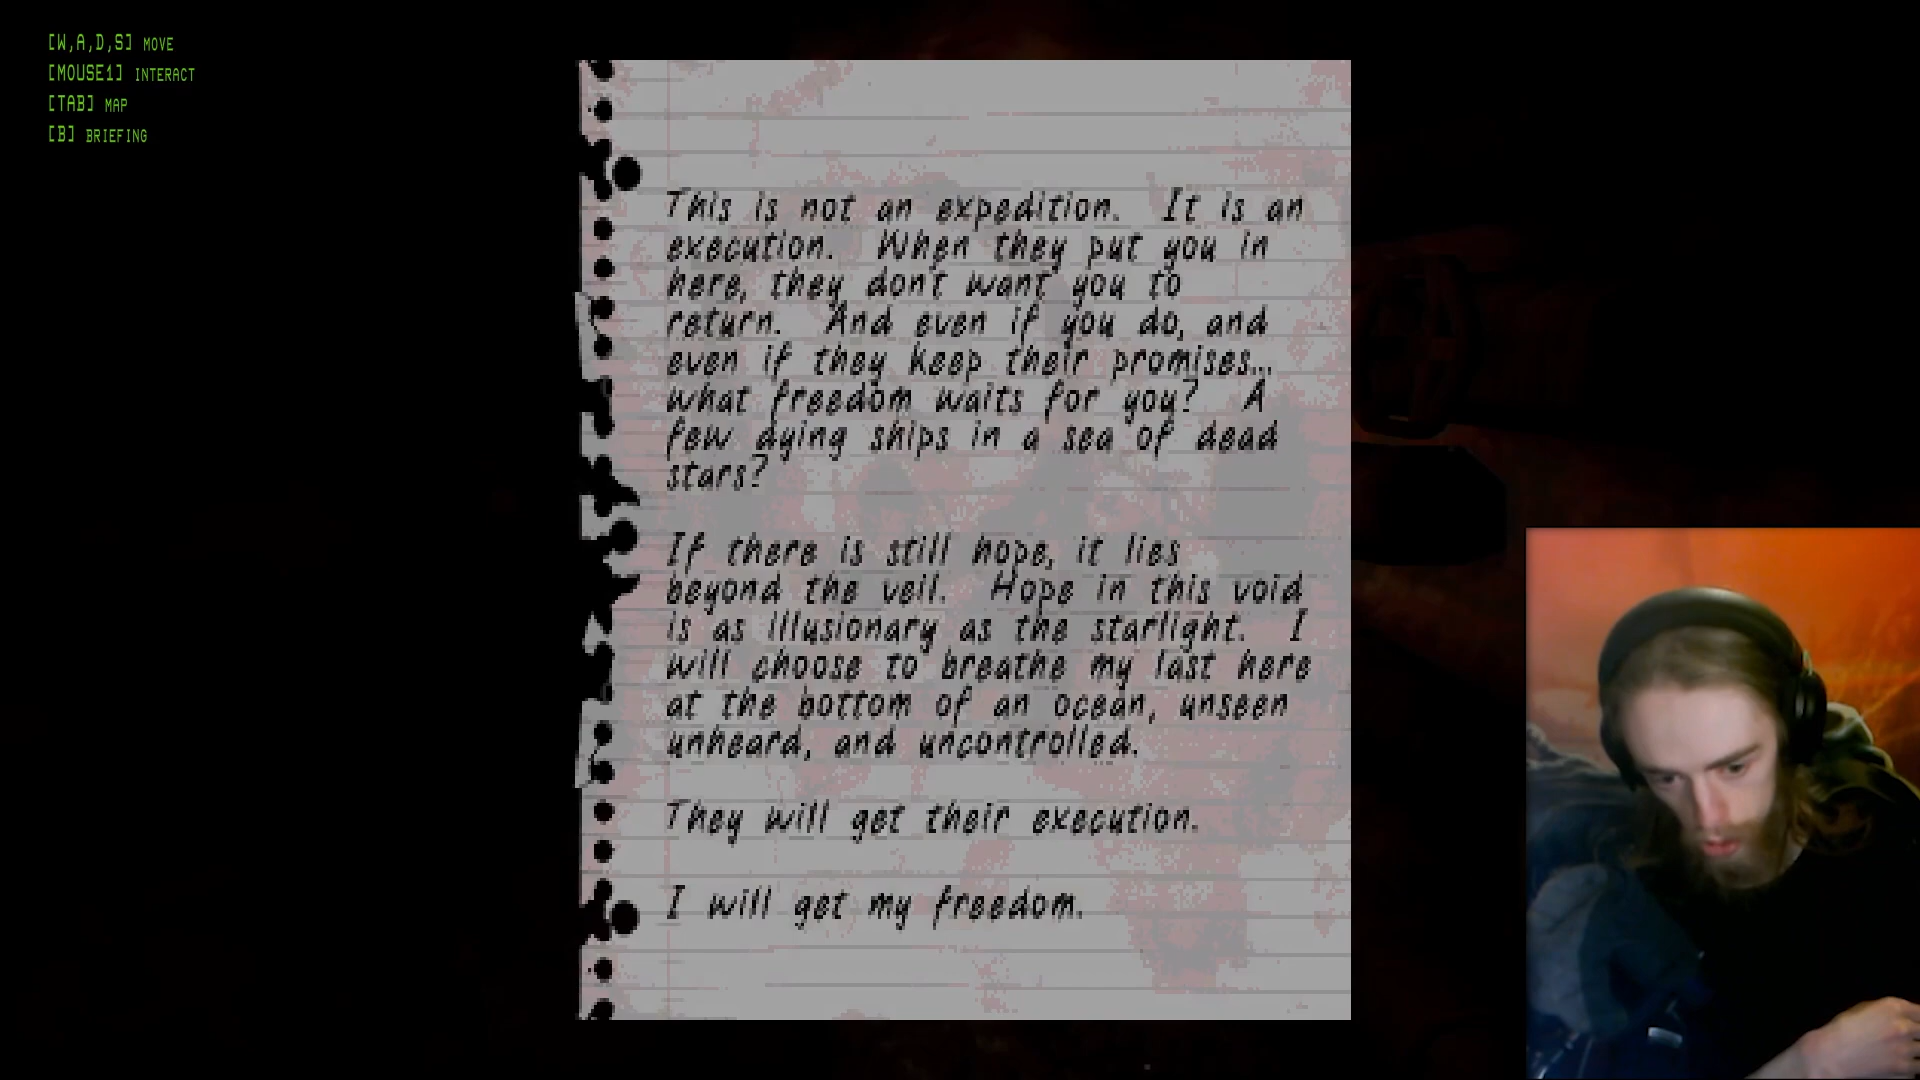 [W,A,D,S] MOVE
[MOUSE1] INTERACT
[TAB] MAP
[B] BRIEFING
This is not an expedition. It is an
execution. When they put you in
here, they don't want you to
return. And even if you do, and
even if they keep their promises...
what freedom waits for you? A
few dying ships in a sea of dead
stars?
If there is still hope, it lies
beyond the veil. Hope in this void
is as illusionary as the starlight. I
will choose to breathe my last here
at the bottom of an ocean, unseen
unheard, and uncontrolled.
They will get their execution.
I will get my freedom.